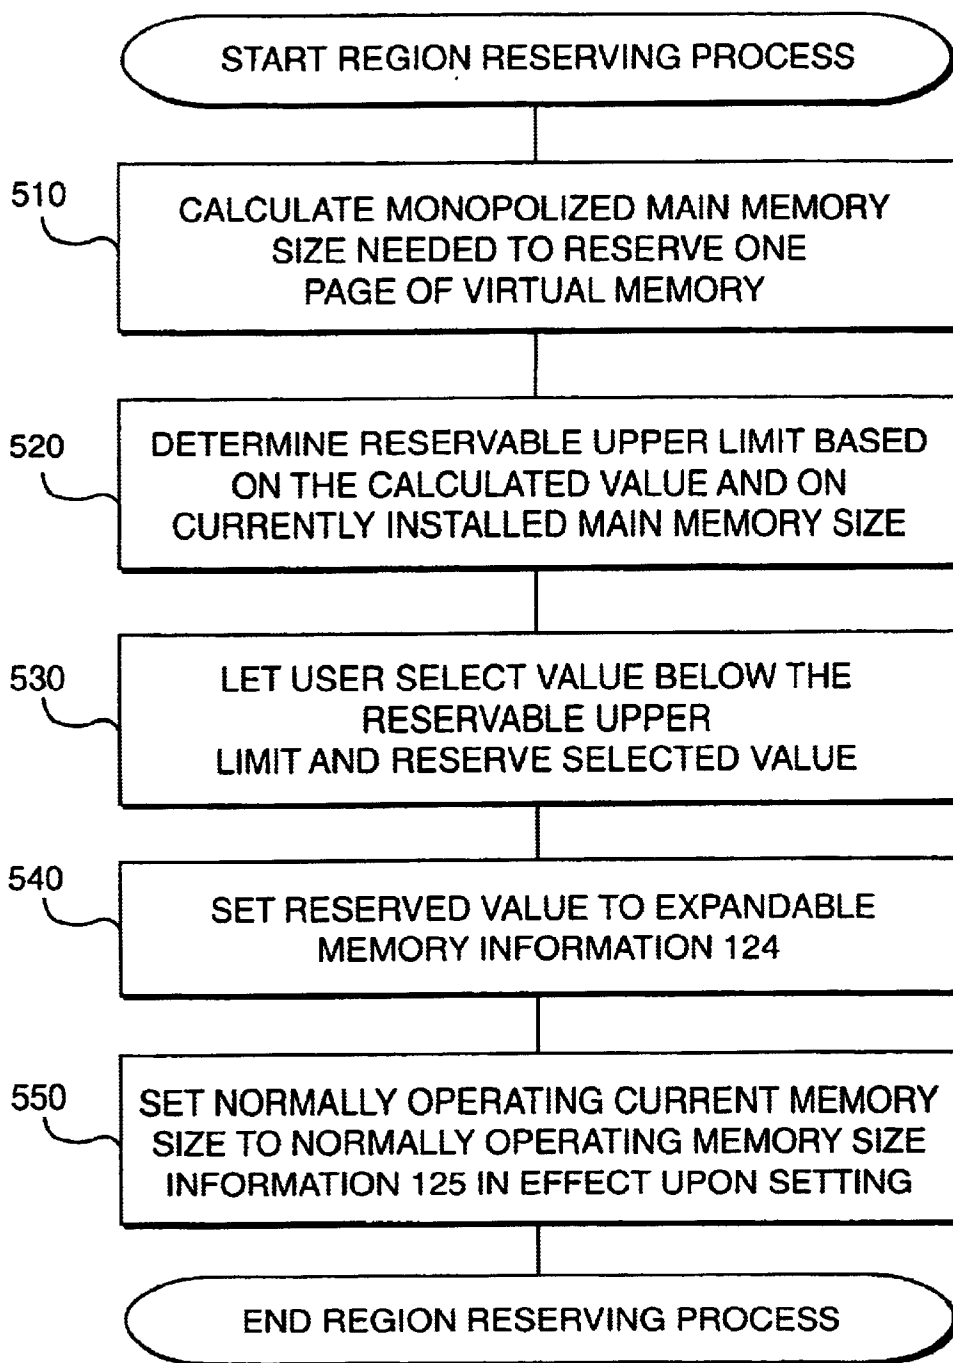 START REGION RESERVING PROCESS
510
CALCULATE MONOPOLIZED MAIN MEMORY
SIZE NEEDED TO RESERVE ONE
PAGE OF VIRTUAL MEMORY
520
DETERMINE RESERVABLE UPPER LIMIT BASED
ON THE CALCULATED VALUE AND ON
CURRENTLY INSTALLED MAIN MEMORY SIZE
530
LET USER SELECT VALUE BELOW THE
RESERVABLE UPPER
LIMIT AND RESERVE SELECTED VALUE
540
SET RESERVED VALUE TO EXPANDABLE
MEMORY INFORMATION 124
550
SET NORMALLY OPERATING CURRENT MEMORY
SIZE TO NORMALLY OPERATING MEMORY SIZE
INFORMATION 125 IN EFFECT UPON SETTING
END REGION RESERVING PROCESS